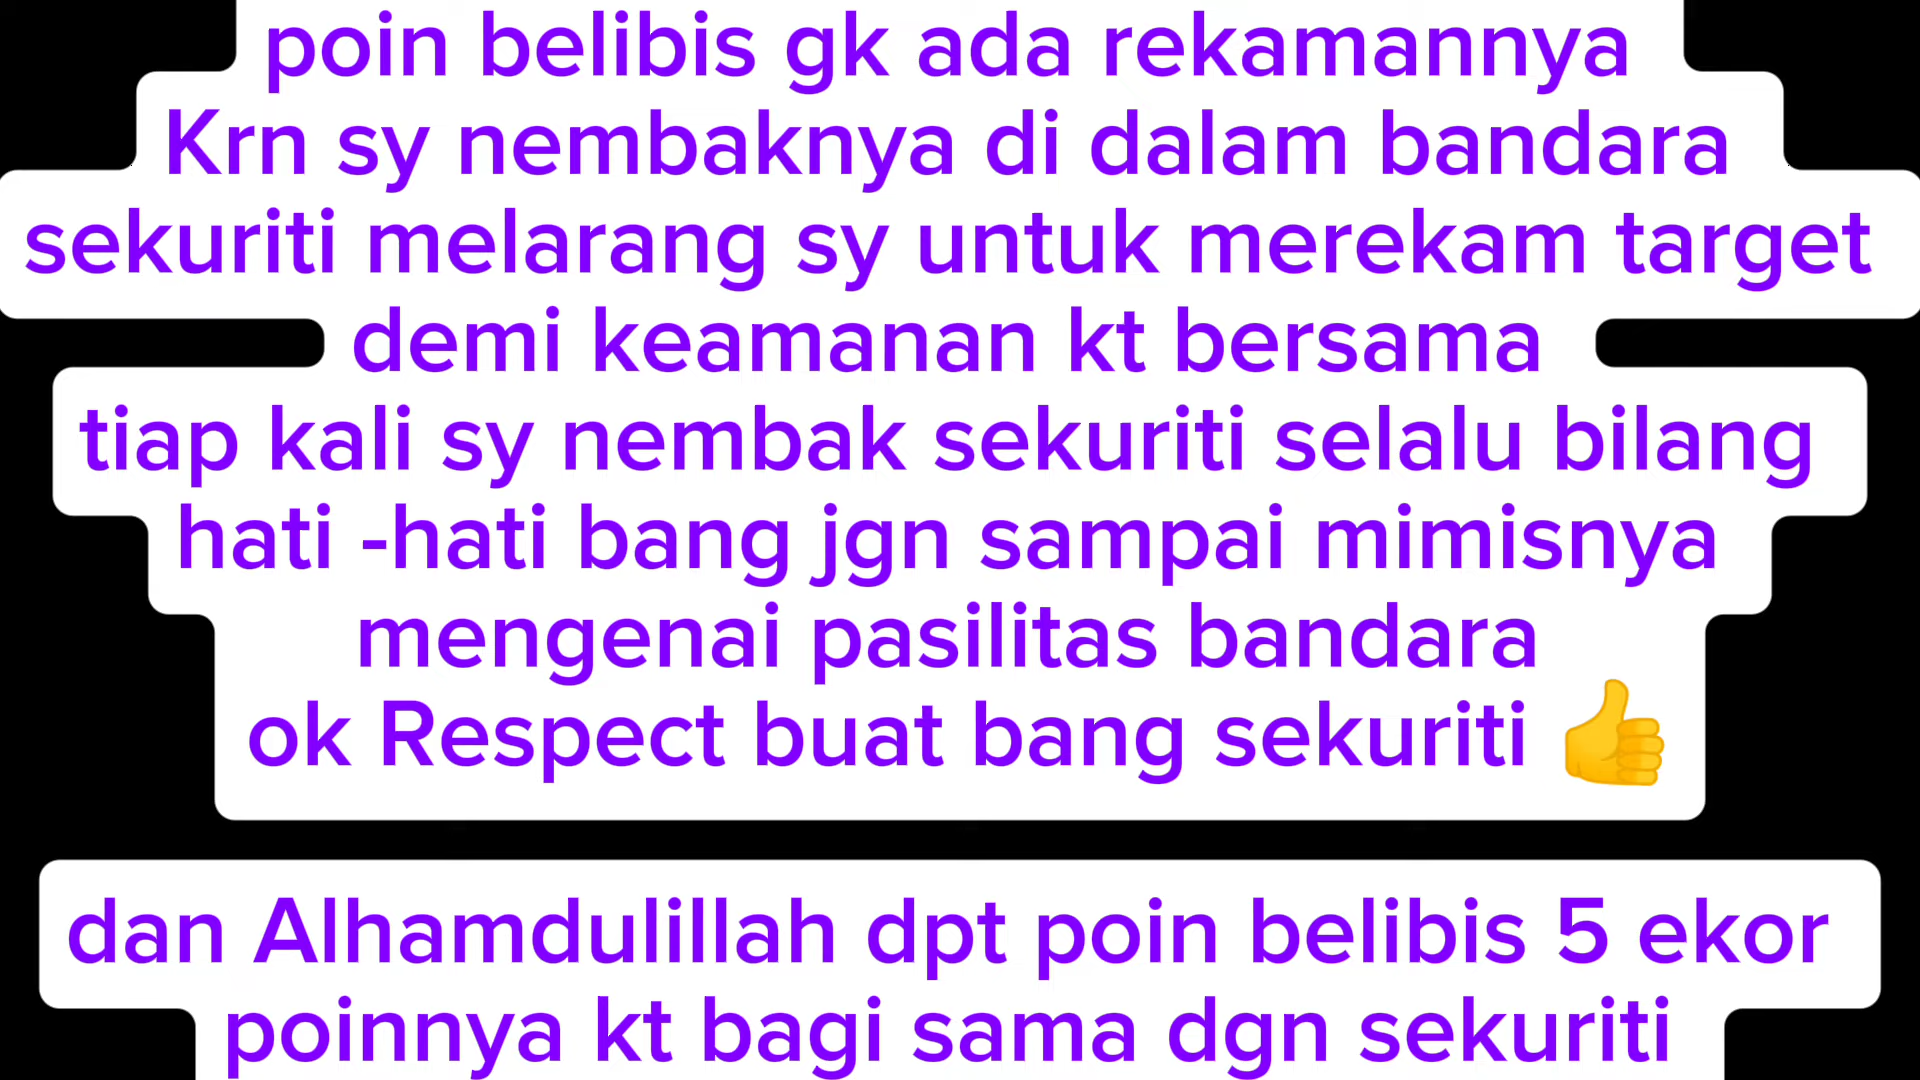 poin belibis gk ada rekamannya
Krn sy nembaknya di dalam bandara
sekuriti melarang sy untuk merekam target
demi keamanan kt bersama
tiap kali sy nembak sekuriti selalu bilang
hati -hati bang jgn sampai mimisnya
mengenai pasilitas bandara
ok Respect buat bang sekuriti 👍
dan Alhamdulillah dpt poin belibis 5 ekor
poinnya kt bagi sama dgn sekuriti